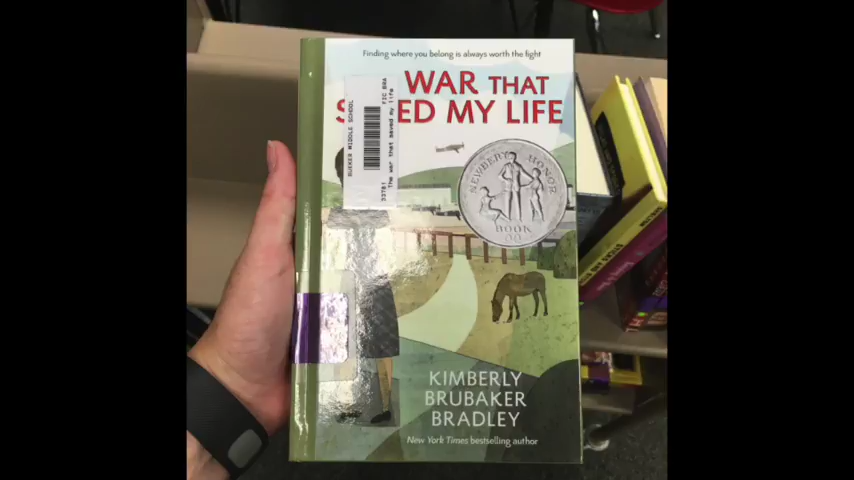 Finding where you belong is always worth the fight
WAR THAT
S ED MY LIFE
RUCKER MIDDLE SCHOOL
33781 FIC BRA
The war that saved my life
NEWBERY HONOR
BOOK
KIMBERLY
BRUBAKER
BRADLEY
New York Times bestselling author